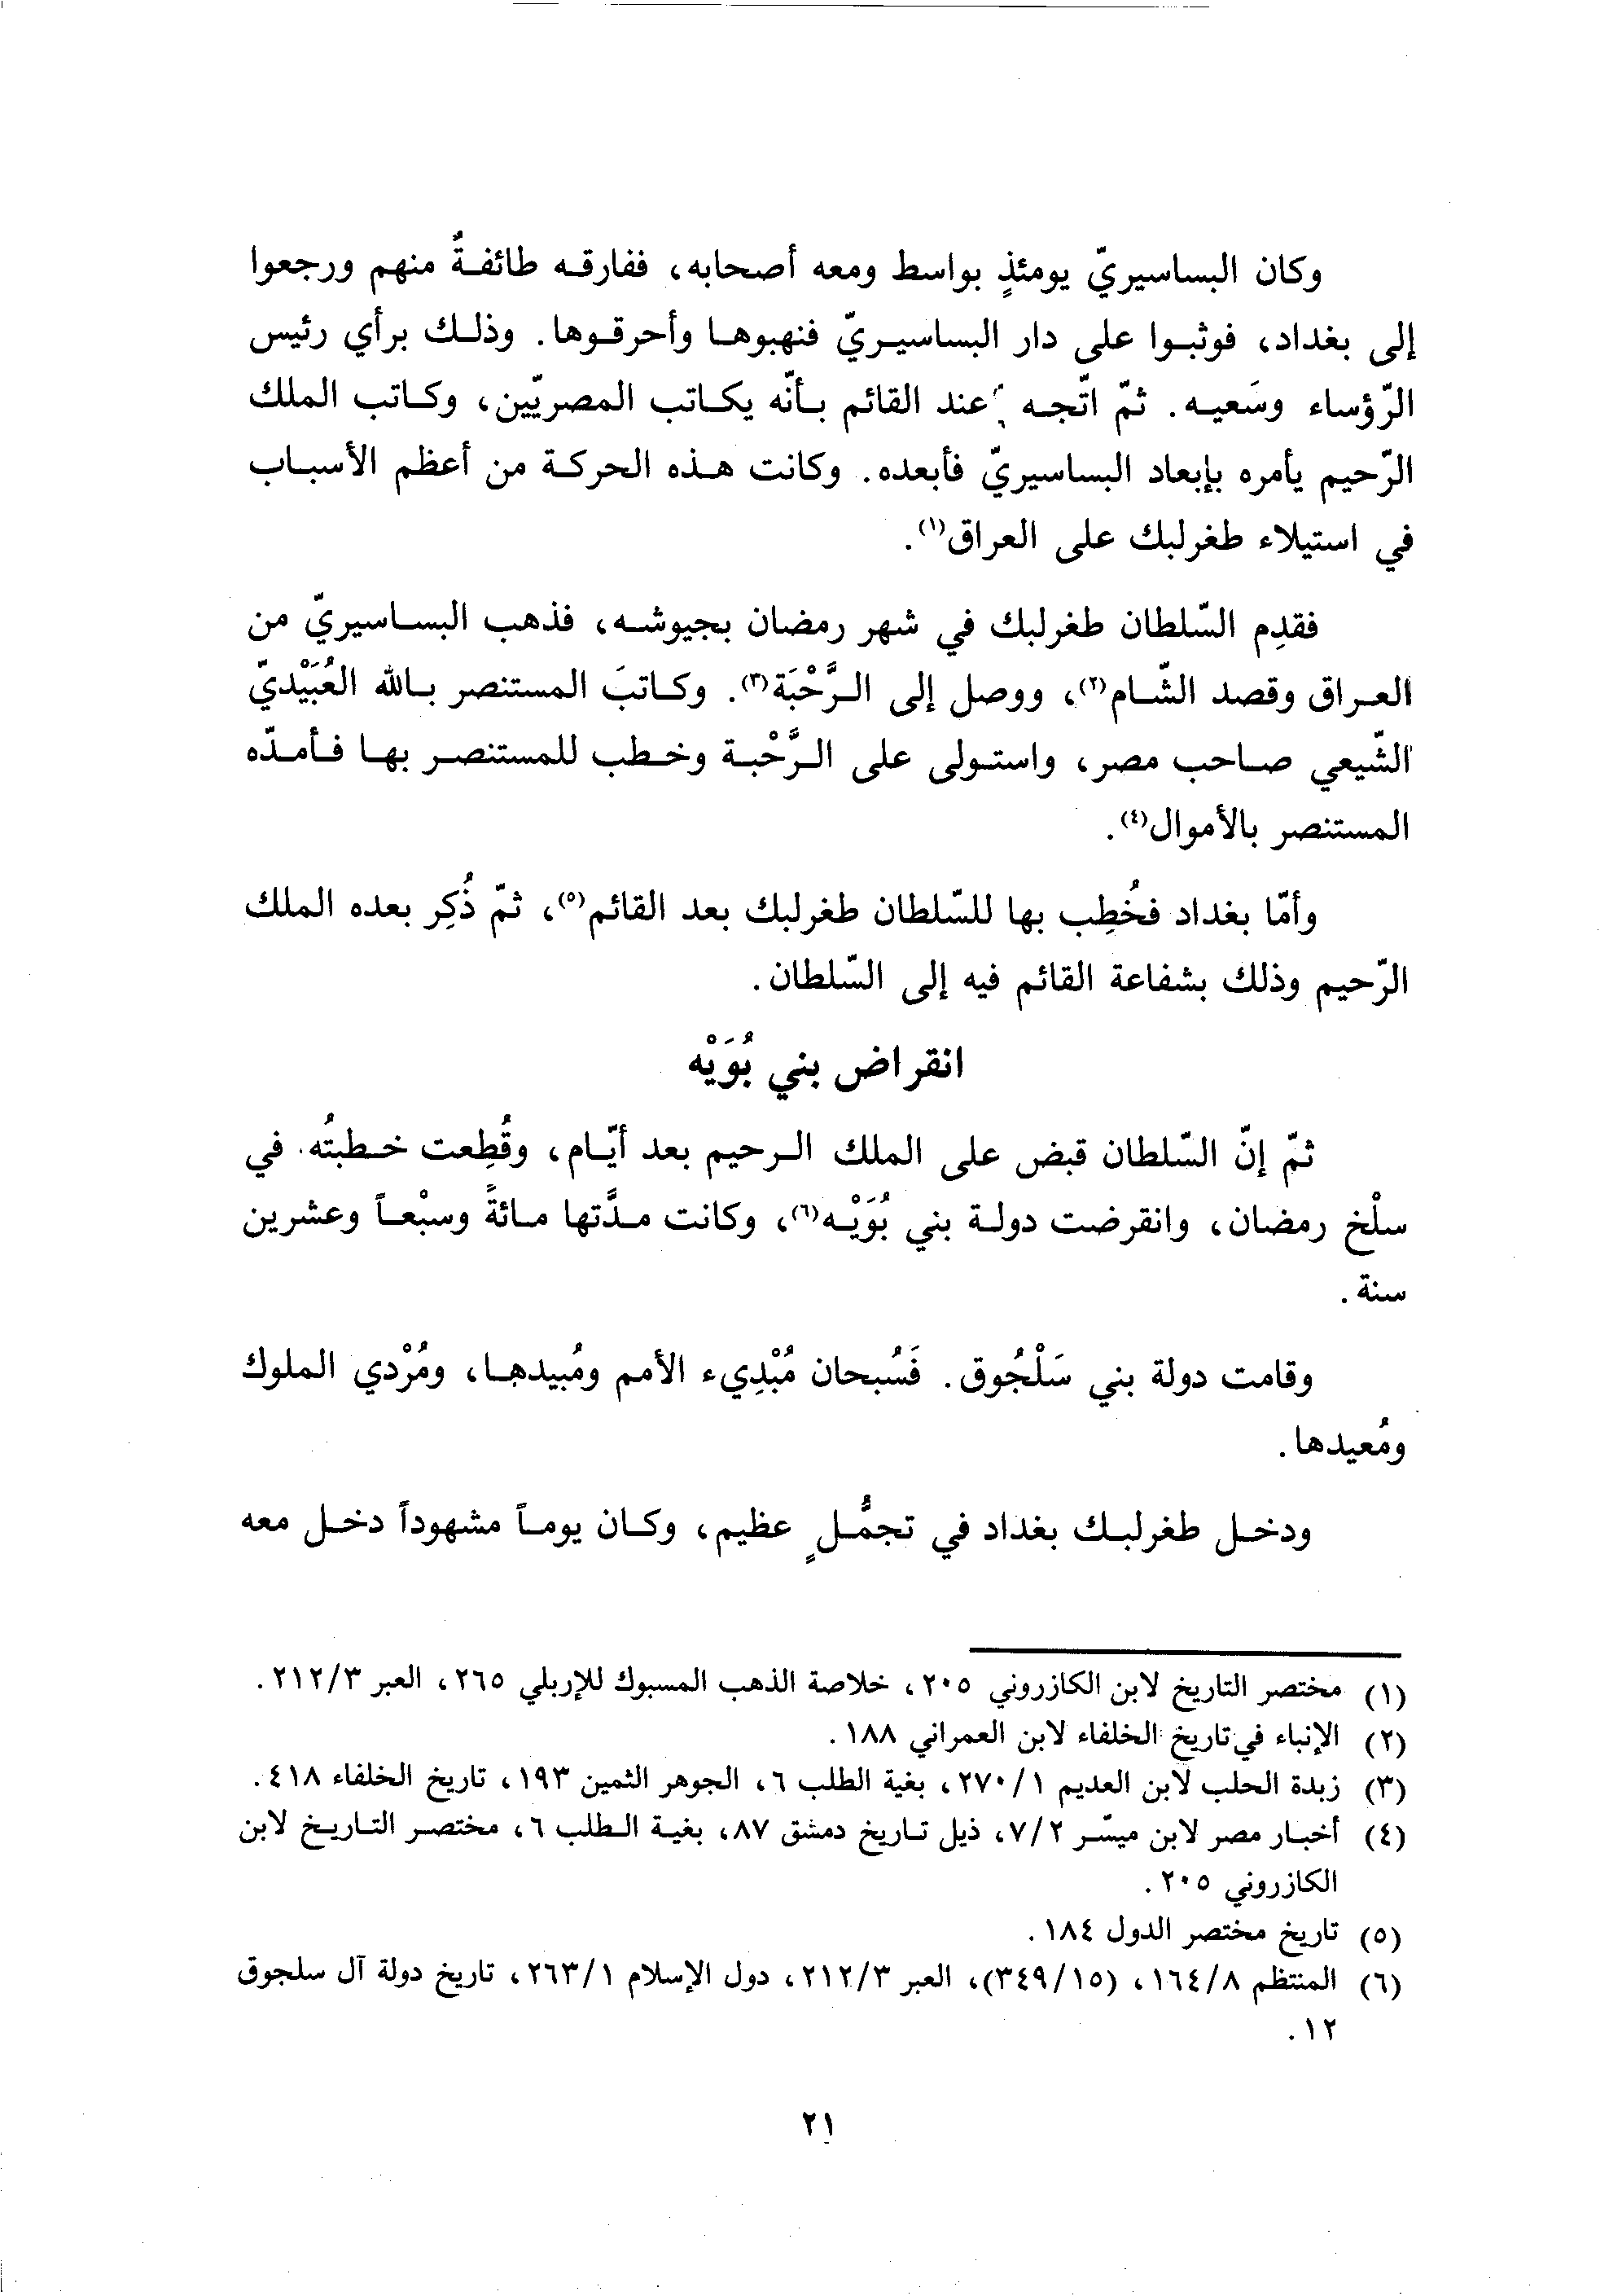 وكان البساسيريّ يومئذٍ بواسط ومعه أصحابه، ففارقه طائفةٌ منهم ورجعوا
إلى بغداد، فوثبوا على دار البساسيريّ فنهبوها وأحرقوها. وذلك برأي رئيس
الرّؤساء وسَعيه. ثمّ اتّجه عند القائم بأنّه يكاتب المصريّين، وكاتب الملك
الرّحيم يأمره بإبعاد البساسيريّ فأبعده. وكانت هذه الحركة من أعظم الأسباب
في استيلاء طغرلبك على العراق(١).
فقدِم السّلطان طغرلبك في شهر رمضان بجيوشه، فذهب البساسيريّ من
العراق وقصد الشّام(٢)، ووصل إلى الرَّحْبَة(٣). وكاتبَ المستنصر بالله العُبَيْديّ
الشّيعي صاحب مصر، واستولى على الرَّحْبة وخطب للمستنصر بها فأمدّه
المستنصر بالأموال(٤).
وأمّا بغداد فخُطِب بها للسّلطان طغرلبك بعد القائم(٥)، ثمّ ذُكِر بعده الملك
الرّحيم وذلك بشفاعة القائم فيه إلى السّلطان.
انقراض بني بُوَيْه
ثمّ إنّ السّلطان قبض على الملك الرحيم بعد أيّام، وقُطِعت خطبتُه في
سلْخ رمضان، وانقرضت دولة بني بُوَيْه(٦)، وكانت مدَّتها مائةً وسبْعاً وعشرين
سنة.
وقامت دولة بني سَلْجُوق. فَسُبحان مُبْدِيء الأمم ومُبيدها، ومُرْدي الملوك
ومُعيدها.
ودخل طغرلبك بغداد في تجمُّلٍ عظيم، وكان يوماً مشهوداً دخل معه
(١) مختصر التاريخ لابن الكازروني ٢٠٥، خلاصة الذهب المسبوك للإربلي ٢٦٥، العبر ٢١٢/٣.
(٢) الإنباء في تاريخ الخلفاء لابن العمراني ١٨٨.
(٣) زبدة الحلب لابن العديم ٢٧٠/١، بغية الطلب ٦، الجوهر الثمين ١٩٣، تاريخ الخلفاء ٤١٨.
(٤) أخبار مصر لابن ميسّر ٧/٢، ذيل تاريخ دمشق ٨٧، بغية الطلب ٦، مختصر التاريخ لابن
الكازروني ٢٠٥.
(٥) تاريخ مختصر الدول ١٨٤.
(٦) المنتظم ١٦٤/٨، (٣٤٩/١٥)، العبر ٢١٢/٣، دول الإسلام ٢٦٣/١، تاريخ دولة آل سلجوق
١٢.
٢١